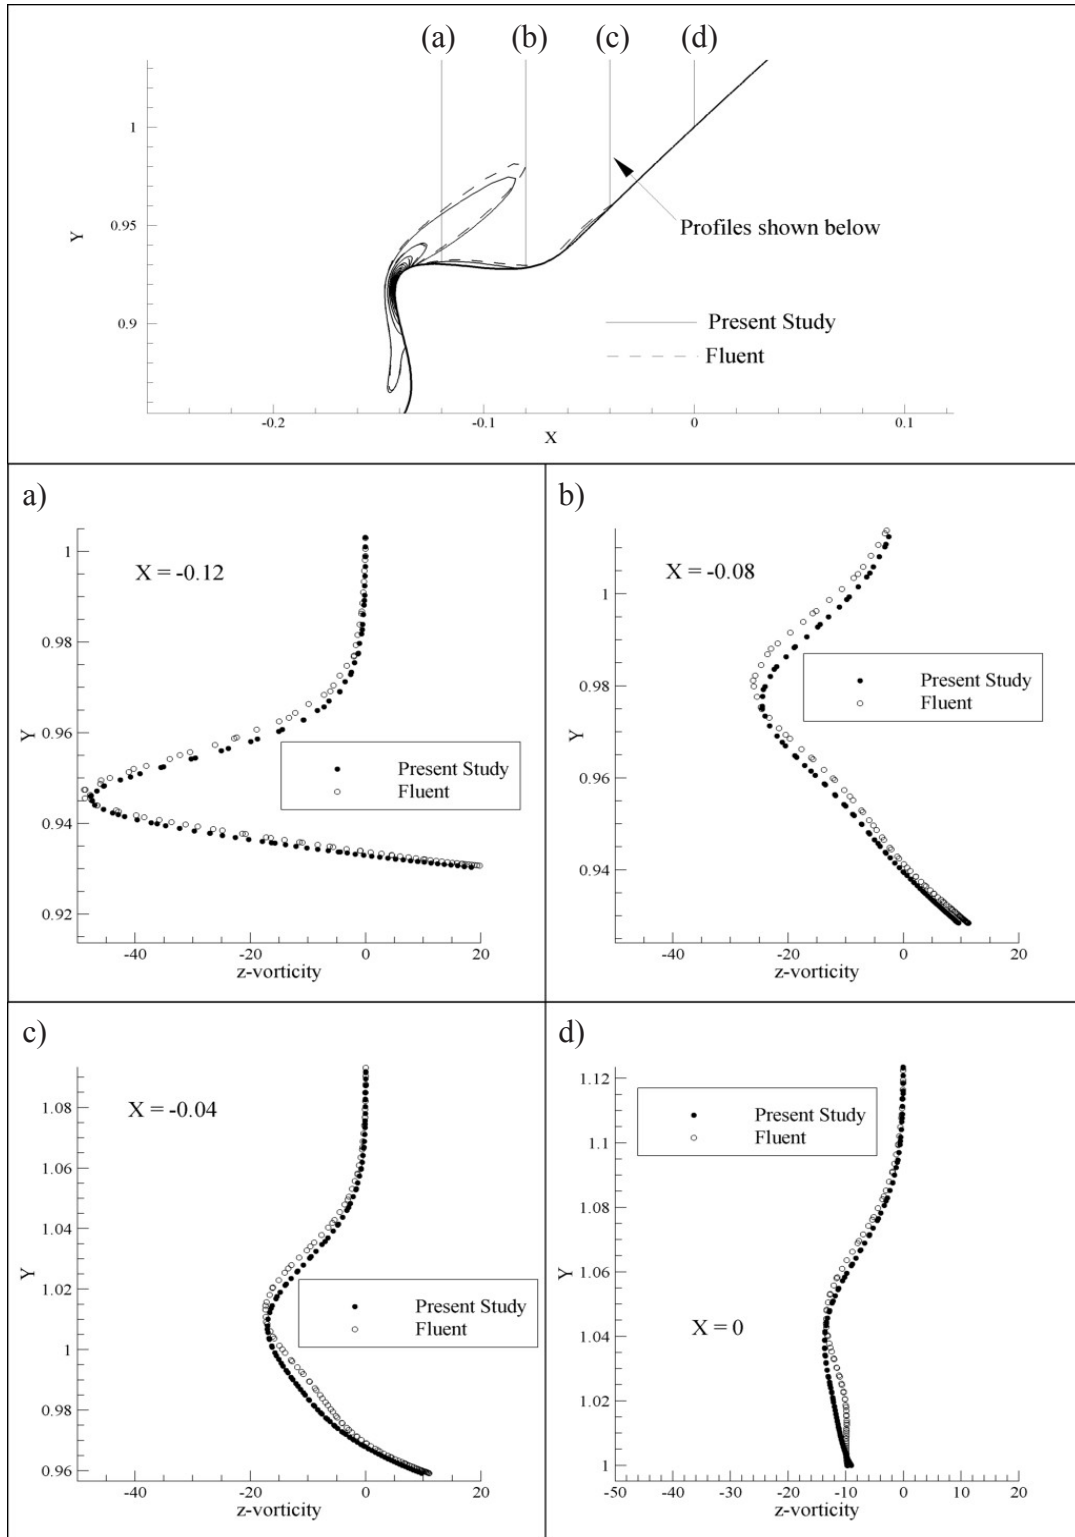 (a) (b) (c) (d)
1
0.95
Y
0.9
Profiles shown below
Present Study
Fluent
-0.2 -0.1 0 0.1
X
a)
X = -0.12
1
0.98
0.96
Y
0.94
0.92
Present Study
Fluent
-40 -20 0 20
z-vorticity
b)
X = -0.08
1
0.98
Y
0.96
0.94
Present Study
Fluent
-40 -20 0 20
z-vorticity
c)
X = -0.04
1.08
1.06
1.04
Y
1.02
1
0.98
0.96
Present Study
Fluent
-40 -20 0 20
z-vorticity
d)
1.12
1.1
1.08
Y
1.06
1.04
1.02
1
Present Study
Fluent
X = 0
-50 -40 -30 -20 -10 0 10 20
z-vorticity